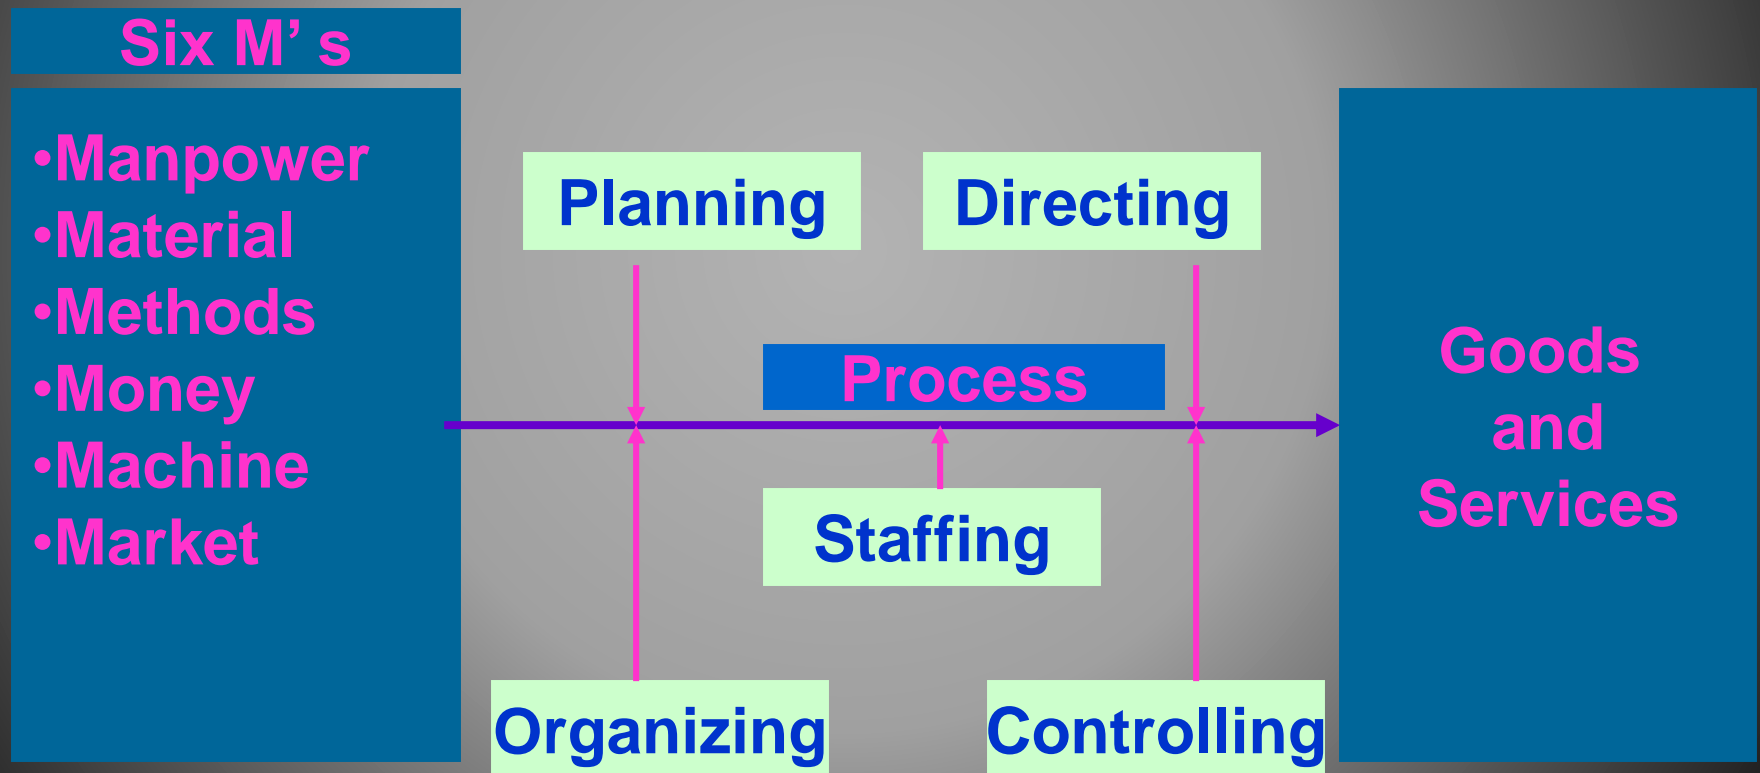 Six M’ s
•Manpower
•Material
•Methods
•Money
•Machine
•Market
Planning
Directing
Process
Staffing
Organizing
Controlling
Goods
and
Services